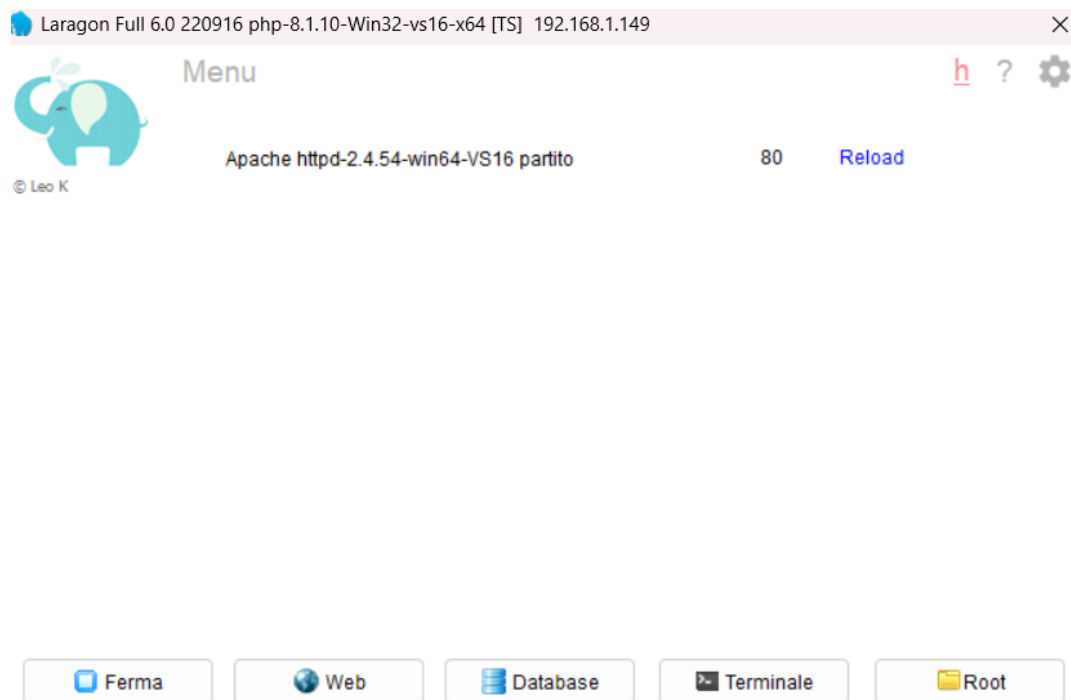 Laragon Full 6.0 220916 php-8.1.10-Win32-vs16-x64 [TS] 192.168.1.149
Menu
h ?
Apache httpd-2.4.54-win64-VS16 partito 80 Reload
© Leo K
Ferma Web Database Terminale Root